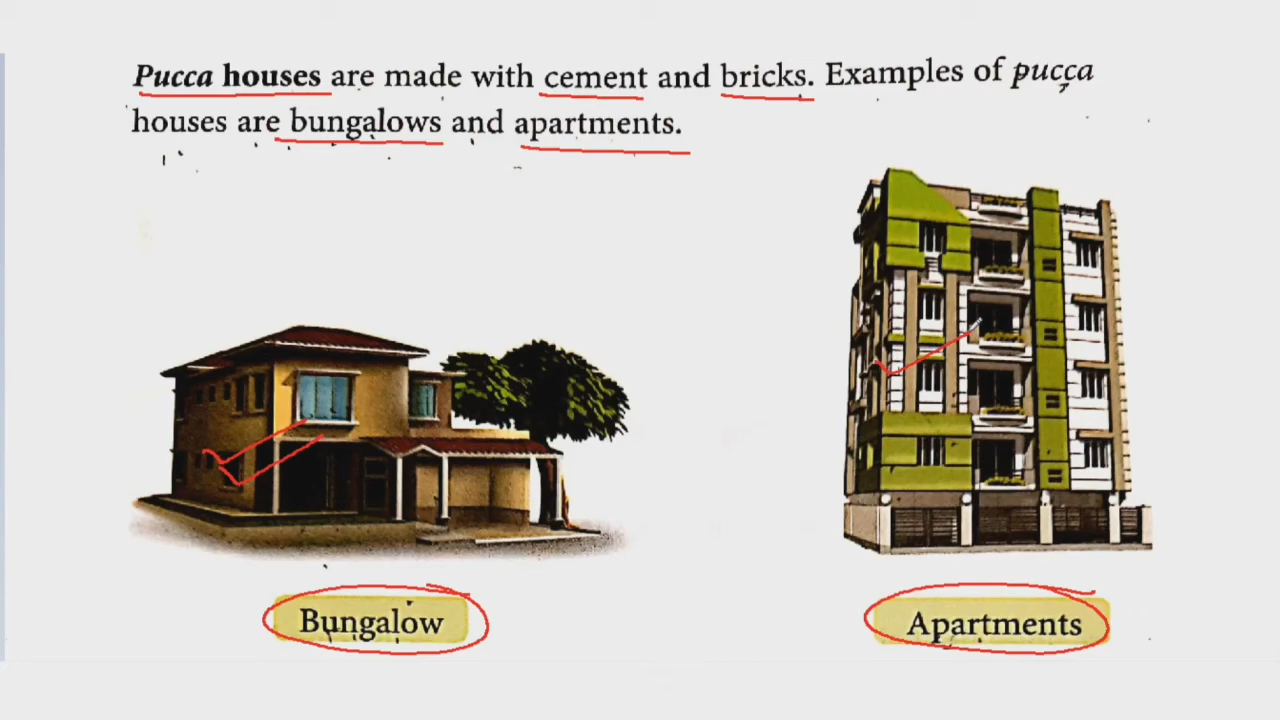 Pucca houses are made with cement and bricks. Examples of pucca
houses are bungalows and apartments.
Bungalow
Apartments